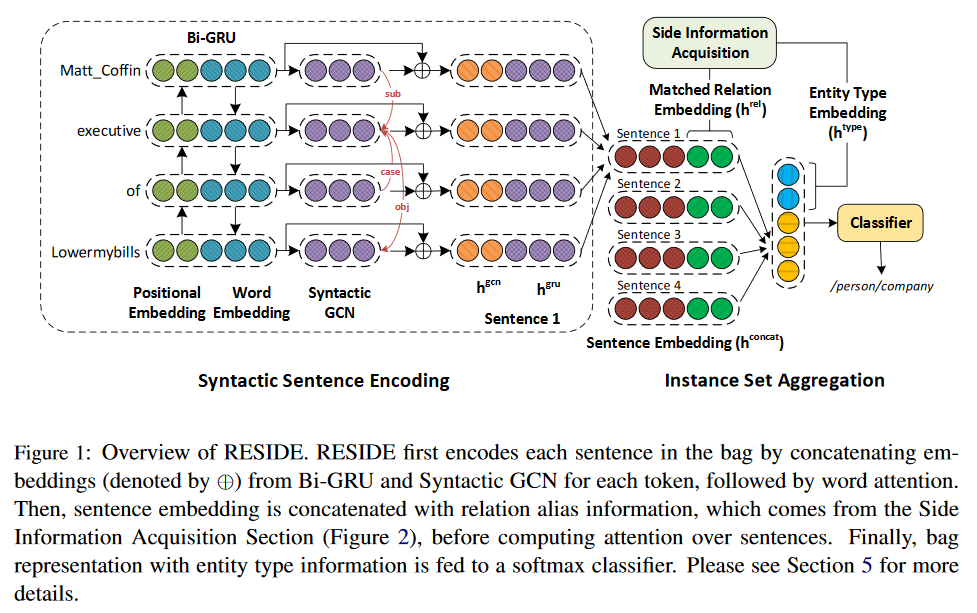 Bi-GRU
Side Information
Acquisition
Matt_Coffin
sub
Matched Relation
Embedding (h^rel)
Entity Type
Embedding
(h^type)
executive
Sentence 1
case
of
Sentence 2
obj
Classifier
Sentence 3
Lowermybills
Sentence 4
/person/company
Positional
Embedding
Word
Embedding
Syntactic
GCN
h^gcn
h^gru
Sentence 1
Sentence Embedding (h^concat)
Syntactic Sentence Encoding
Instance Set Aggregation
Figure 1: Overview of RESIDE. RESIDE first encodes each sentence in the bag by concatenating em-
beddings (denoted by ⊕) from Bi-GRU and Syntactic GCN for each token, followed by word attention.
Then, sentence embedding is concatenated with relation alias information, which comes from the Side
Information Acquisition Section (Figure 2), before computing attention over sentences. Finally, bag
representation with entity type information is fed to a softmax classifier. Please see Section 5 for more
details.